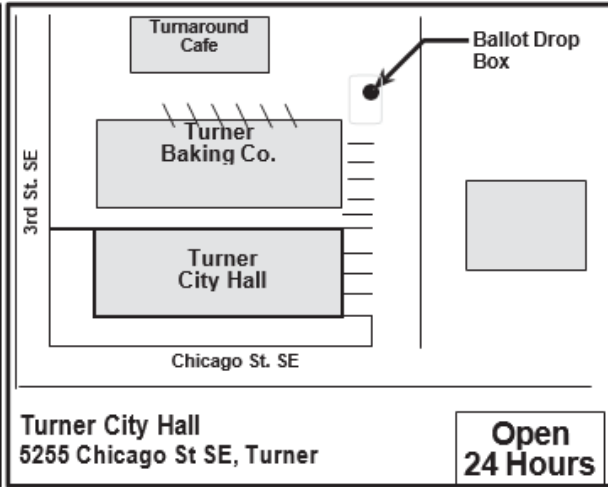 Turnaround
Cafe
Ballot Drop
Box
Turner
Baking Co.
3rd St. SE
Turner
City Hall
Chicago St. SE
Turner City Hall
5255 Chicago St SE, Turner
Open
24 Hours